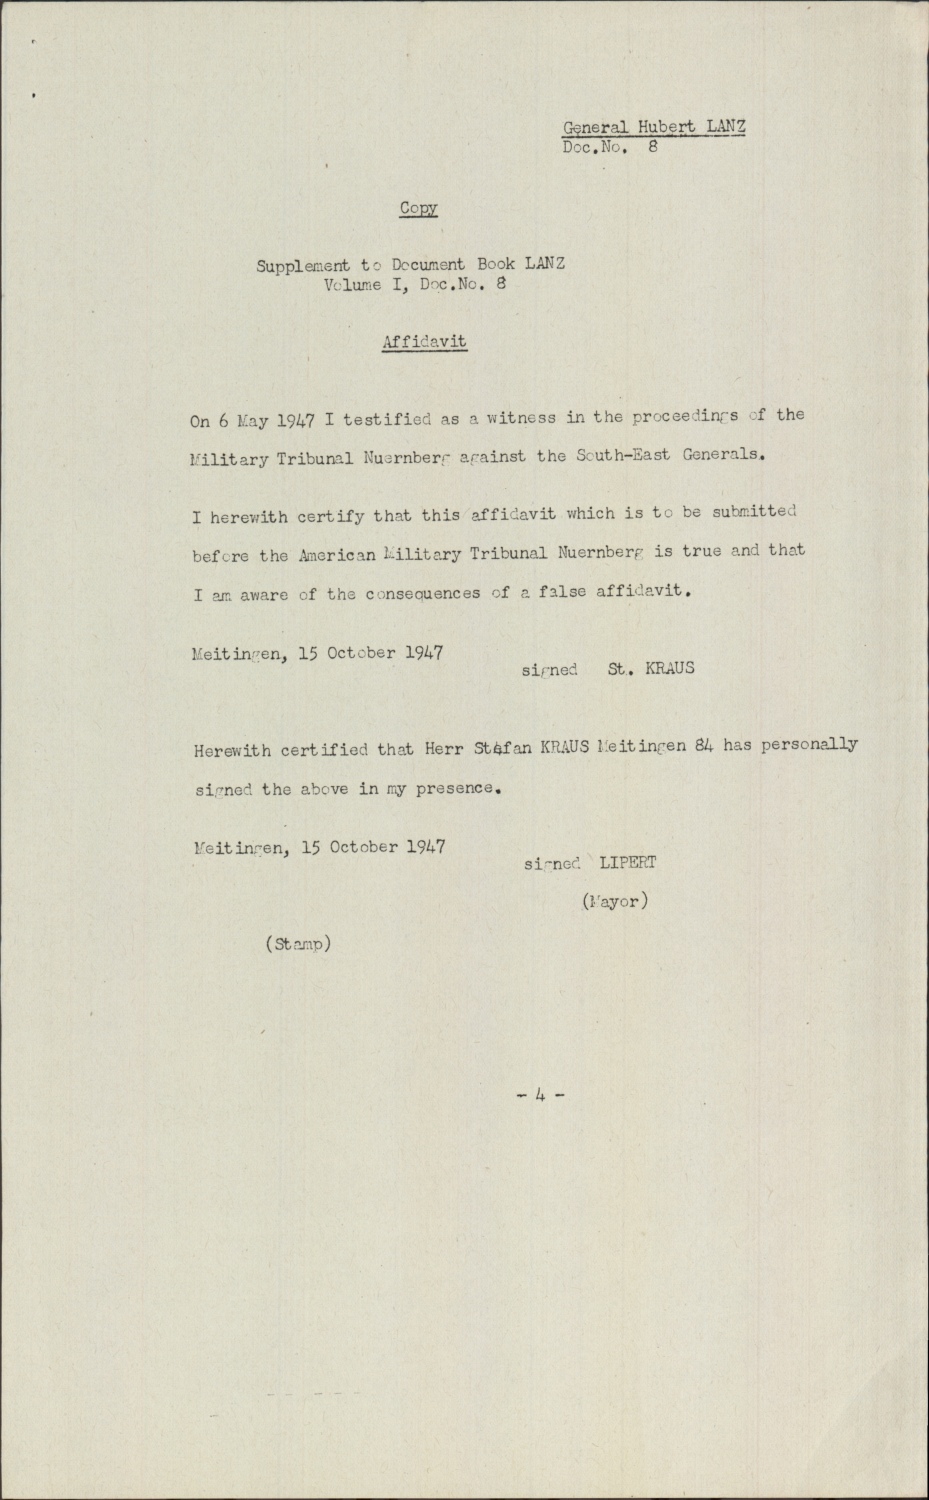 General Hubert LANZ
Doc.No. 8
Copy
Supplement to Document Book LANZ
Volume I, Doc.No. 8
Affidavit
On 6 May 1947 I testified as a witness in the proceedings of the
Military Tribunal Nuernberg against the South-East Generals.
I herewith certify that this affidavit which is to be submitted
before the American Military Tribunal Nuernberg is true and that
I am aware of the consequences of a false affidavit.
Meitingen, 15 October 1947
signed St. KRAUS
Herewith certified that Herr Stefan KRAUS Meitingen 84 has personally
signed the above in my presence.
Meitingen, 15 October 1947
signed LIPERT
(Mayor)
(Stamp)
- 4 -